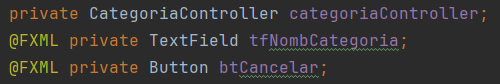 private CategoriaController categoriaController;
@FXML private TextField tfNombCategoria;
@FXML private Button btCancelar;